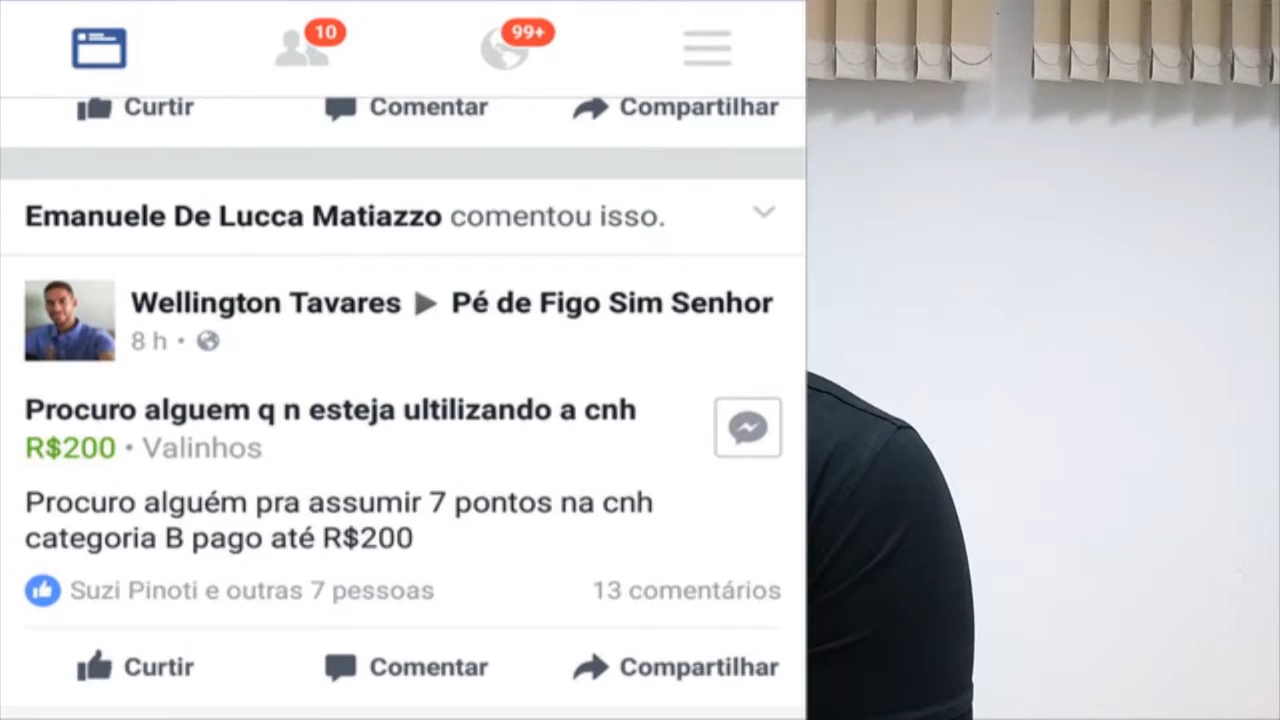 10
99+
Curtir Comentar Compartilhar
Emanuele De Lucca Matiazzo comentou isso.
Wellington Tavares ▶ Pé de Figo Sim Senhor
8 h •
Procuro alguem q n esteja ultilizando a cnh
R$200 • Valinhos
Procuro alguém pra assumir 7 pontos na cnh
categoria B pago até R$200
Suzi Pinoti e outras 7 pessoas 13 comentários
Curtir Comentar Compartilhar